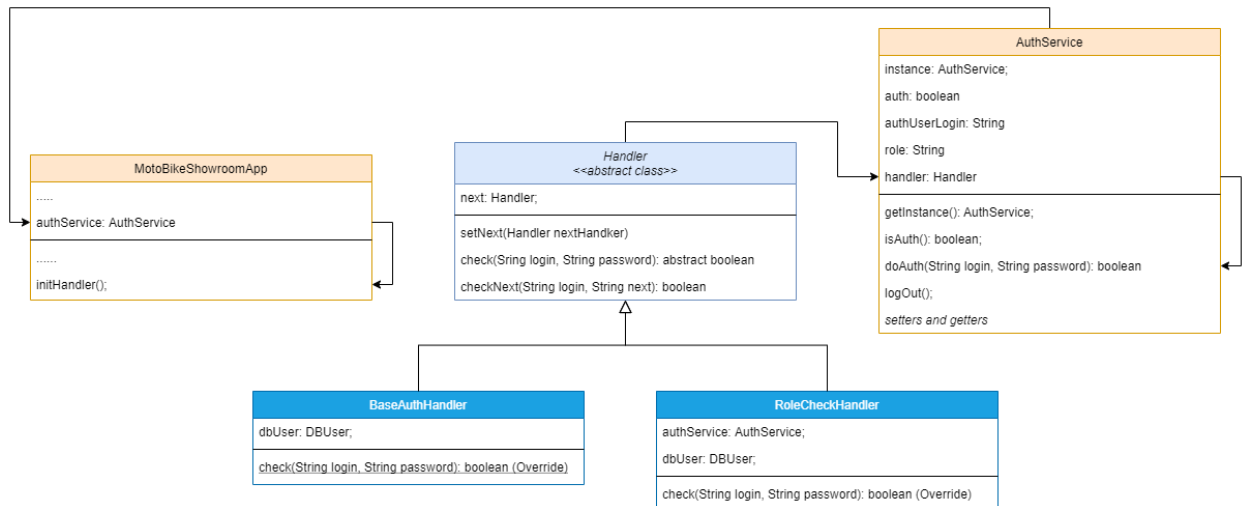 AuthService
instance: AuthService;
auth: boolean
authUserLogin: String
role: String
handler: Handler
getInstance(): AuthService;
isAuth(): boolean;
doAuth(String login, String password): boolean
logOut();
setters and getters
Handler
<<abstract class>>
next: Handler;
setNext(Handler nextHandker)
check(Sring login, String password): abstract boolean
checkNext(String login, String next): boolean
MotoBikeShowroomApp
.....
authService: AuthService
......
initHandler();
BaseAuthHandler
dbUser: DBUser;
check(String login, String password): boolean (Override)
RoleCheckHandler
authService: AuthService;
dbUser: DBUser;
check(String login, String password): boolean (Override)